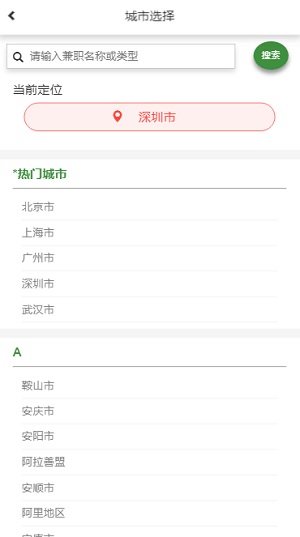 城市选择
请输入兼职名称或类型
搜索
当前定位
深圳市
*热门城市
北京市
上海市
广州市
深圳市
武汉市
A
鞍山市
安庆市
安阳市
阿拉善盟
安顺市
阿里地区
安康市